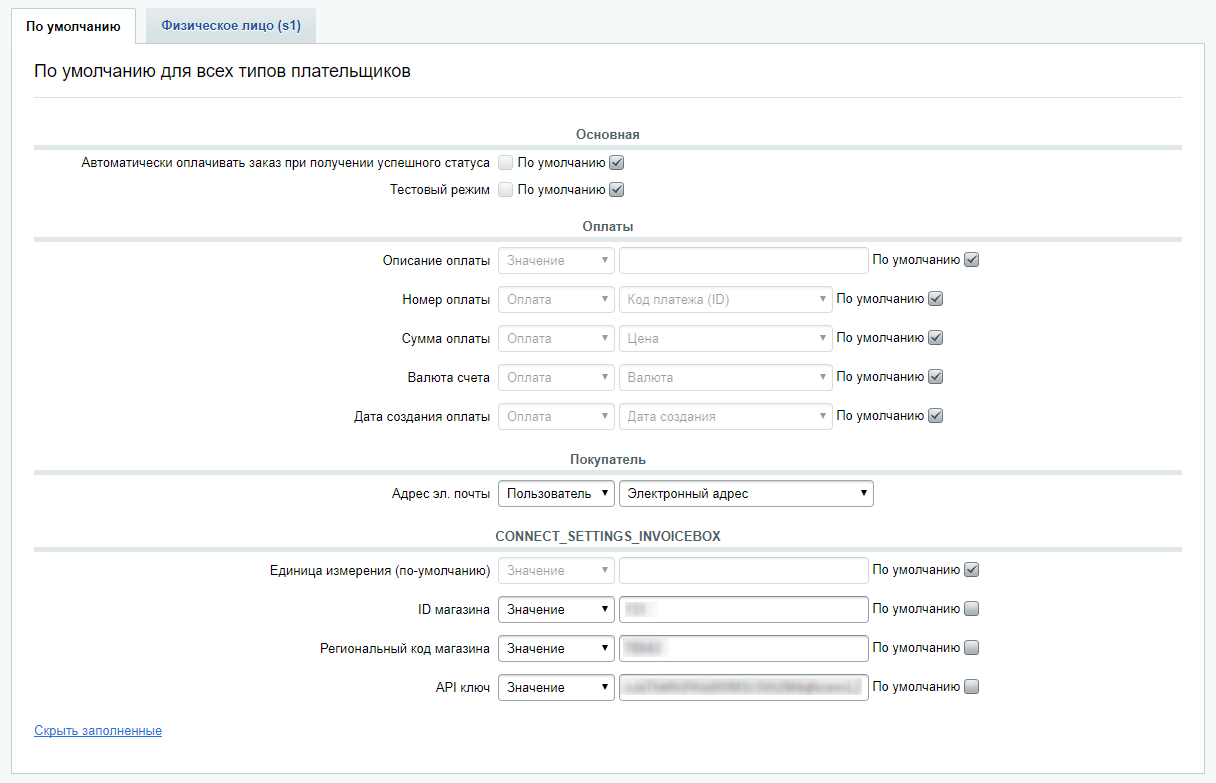 По умолчанию Физическое лицо (s1)
По умолчанию для всех типов плательщиков
Основная
Автоматически оплачивать заказ при получении успешного статуса По умолчанию
Тестовый режим По умолчанию
Оплаты
Описание оплаты Значение По умолчанию
Номер оплаты Оплата Код платежа (ID) По умолчанию
Сумма оплаты Оплата Цена По умолчанию
Валюта счета Оплата Валюта По умолчанию
Дата создания оплаты Оплата Дата создания По умолчанию
Покупатель
Адрес эл. почты Пользователь Электронный адрес
CONNECT_SETTINGS_INVOICEBOX
Единица измерения (по-умолчанию) Значение По умолчанию
ID магазина Значение По умолчанию
Региональный код магазина Значение По умолчанию
API ключ Значение По умолчанию
Скрыть заполненные